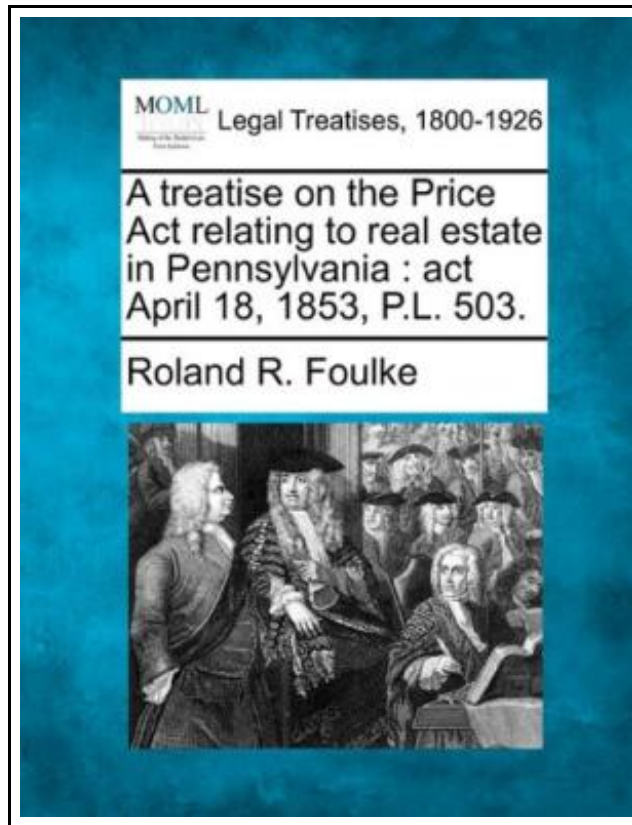 MOML
Legal Treatises, 1800-1926
A treatise on the Price
Act relating to real estate
in Pennsylvania : act
April 18, 1853, P.L. 503.
Roland R. Foulke